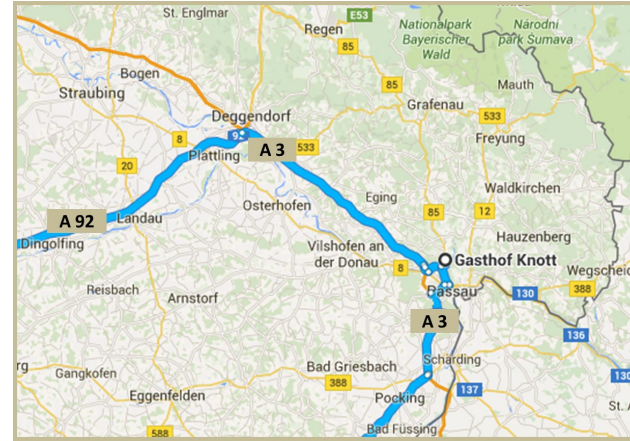 St. Englmar
E53
Nationalpark
Bayerischer
Wald
Národní
park Šumava
Regen
85
Bogen
Straubing
85
Mauth
Grafenau
533
Deggendorf
92
A 3
533
Freyung
8
Plattling
20
Waldkirchen
Eging
Osterhofen
85
12
A 92
Landau
Hauzenberg
Dingolfing
Vilshofen an
der Donau
8
Gasthof Knott
Wegscheid
388
130
Passau
Reisbach
Arnstorf
A 3
136
Schärding
Bad Griesbach
388
Gangkofen
137
130
Eggenfelden
Pocking
St. A
588
Bad Füssing